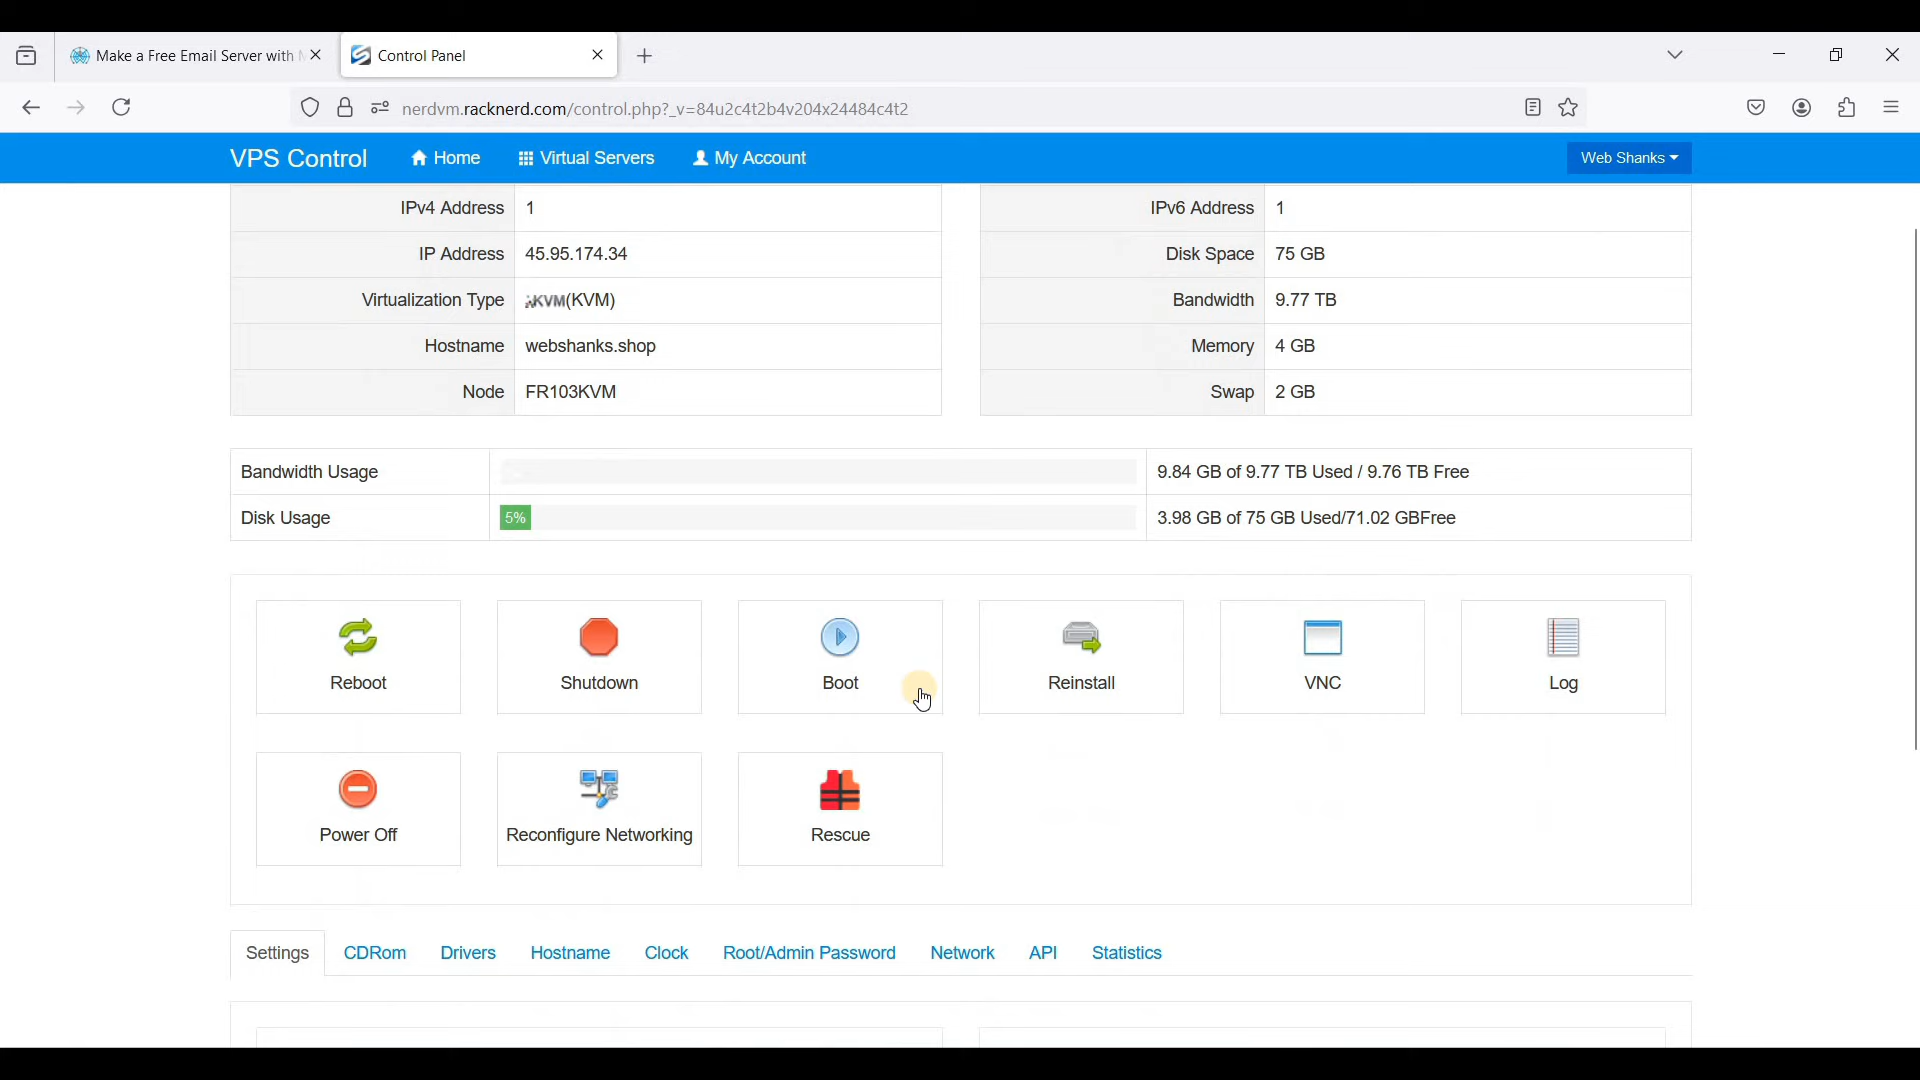 Make a Free Email Server with
Control Panel
nerdvm.racknerd.com/control.php?_v=84u2c4t2b4v204x24484c4t2
VPS Control Home Virtual Servers My Account Web Shanks
IPv4 Address 1 IPv6 Address 1
IP Address 45.95.174.34 Disk Space 75 GB
Virtualization Type KVM(KVM) Bandwidth 9.77 TB
Hostname webshanks.shop Memory 4 GB
Node FR103KVM Swap 2 GB
Bandwidth Usage 9.84 GB of 9.77 TB Used / 9.76 TB Free
Disk Usage 5% 3.98 GB of 75 GB Used/71.02 GBFree
Reboot Shutdown Boot Reinstall VNC Log
Power Off Reconfigure Networking Rescue
Settings CDRom Drivers Hostname Clock Root/Admin Password Network API Statistics